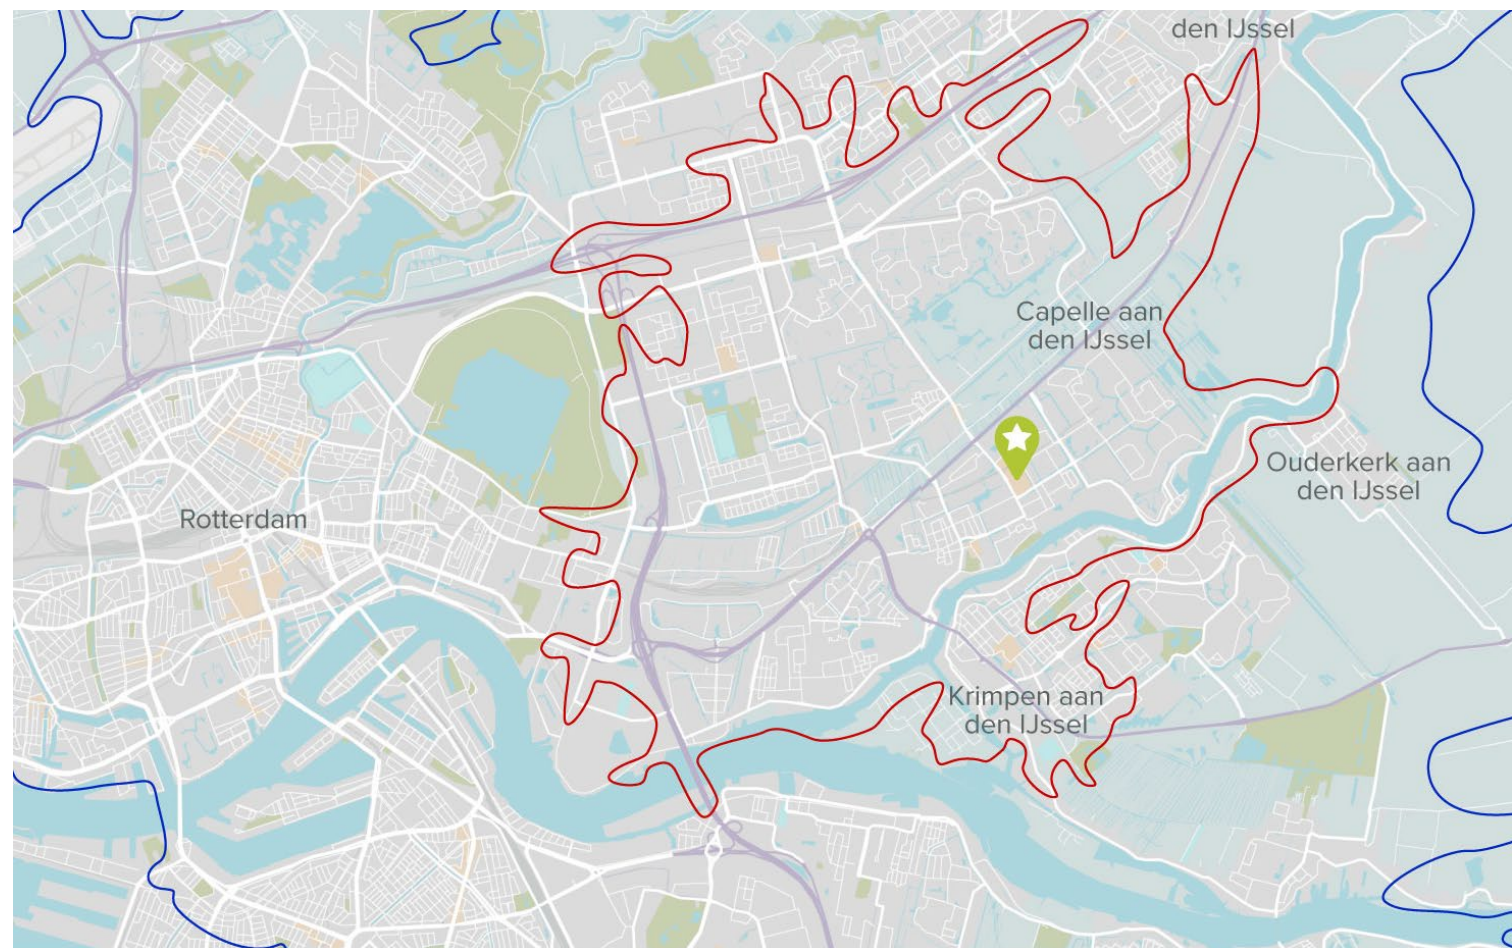 den IJssel
Capelle aan
den IJssel
Ouderkerk aan
den IJssel
Rotterdam
Krimpen aan
den IJssel